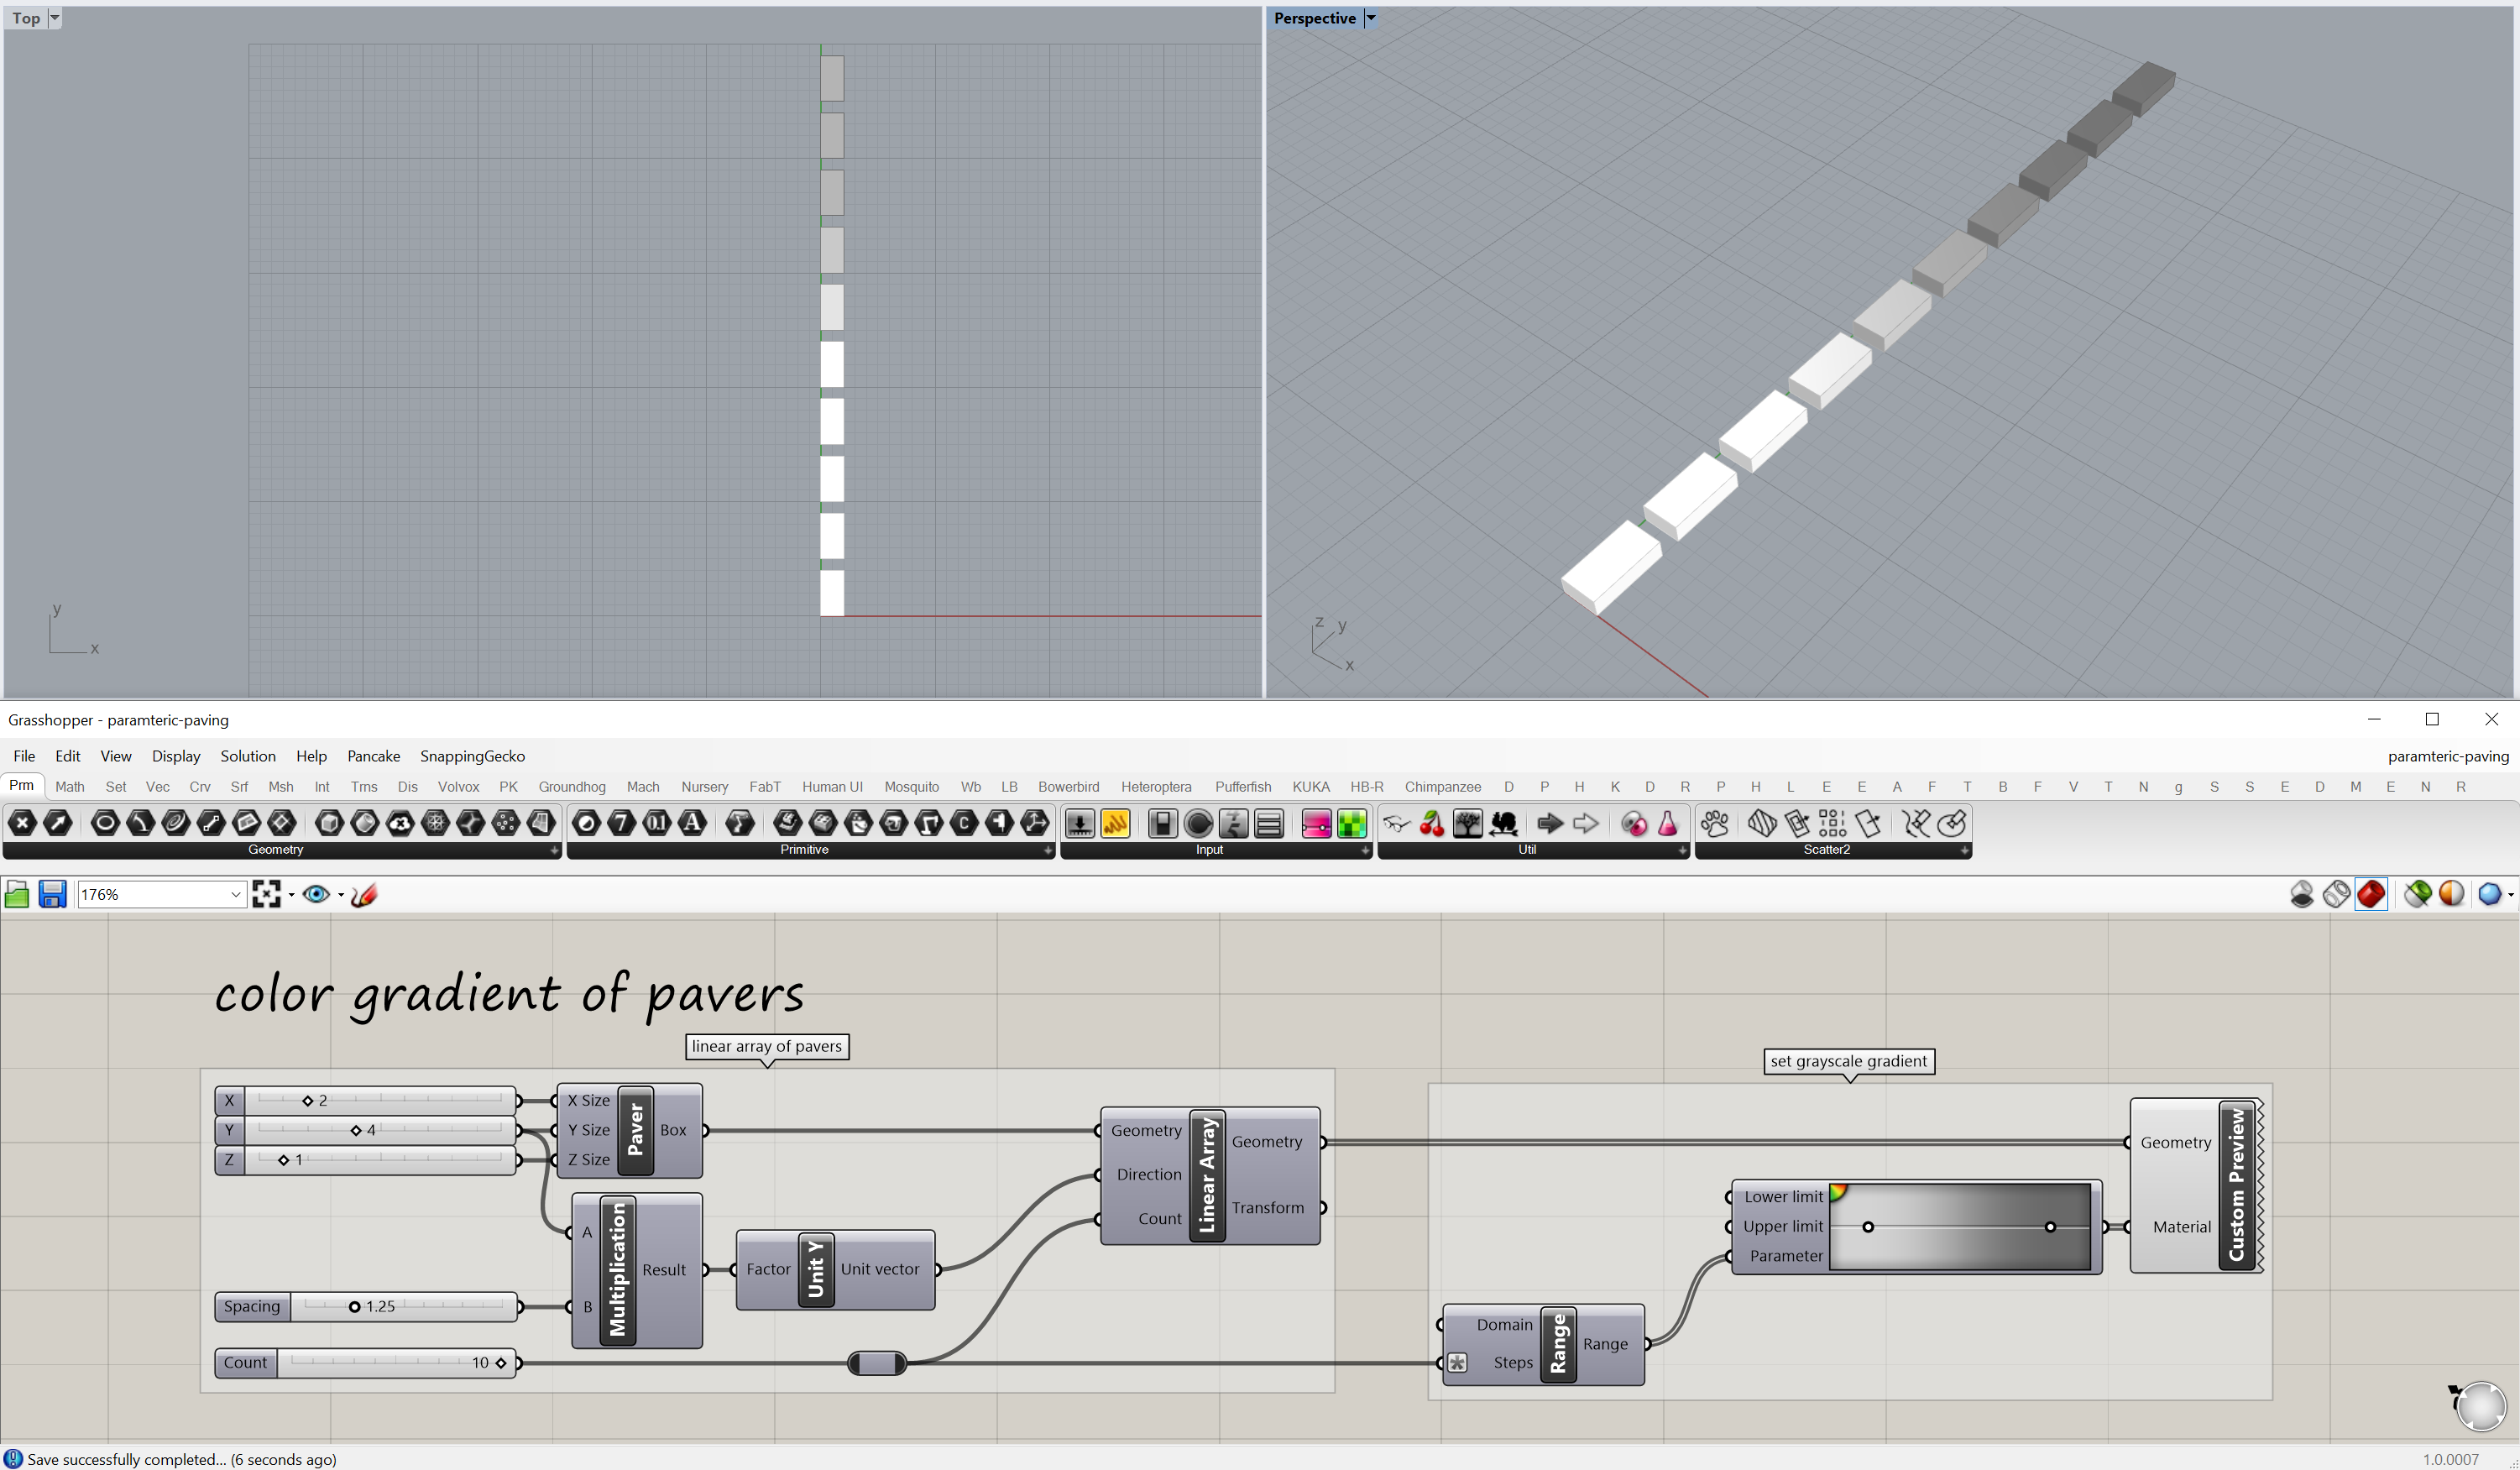 Top
Perspective
y
x
z
y
x
Grasshopper - paramteric-paving
File Edit View Display Solution Help Pancake SnappingGecko paramteric-paving
Prm Math Set Vec Crv Srf Msh Int Trns Dis Volvox PK Groundhog Mach Nursery FabT Human UI Mosquito Wb LB Bowerbird Heteroptera Pufferfish KUKA HB-R Chimpanzee D P H K D R P H L E E A F T B F V T N g S S E D M E N R
7 0.1 A C
Geometry Primitive Input Util Scatter2
176%
color gradient of pavers
linear array of pavers
set grayscale gradient
X 2
Y 4
Z 1
X Size
Y Size
Z Size
Paver
Box
A
B
Multiplication
Result
Spacing 1.25
Count 10
Factor
Unit Y
Unit vector
Geometry
Direction
Count
Linear Array
Geometry
Transform
Domain
Steps
Range
Range
Lower limit
Upper limit
Parameter
Geometry
Material
Custom Preview
Save successfully completed... (6 seconds ago) 1.0.0007